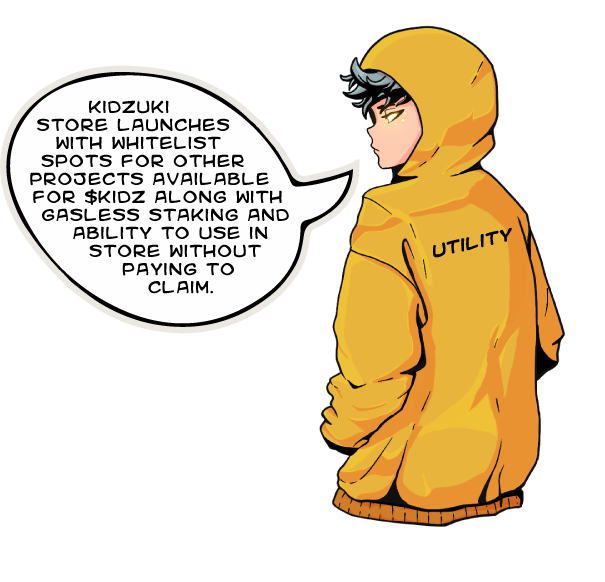 KIDZUKI
STORE LAUNCHES
WITH WHITELIST
SPOTS FOR OTHER
PROJECTS AVAILABLE
FOR $KIDZ ALONG WITH
GASLESS STAKING AND
ABILITY TO USE IN
STORE WITHOUT
PAYING TO
CLAIM.
UTILITY